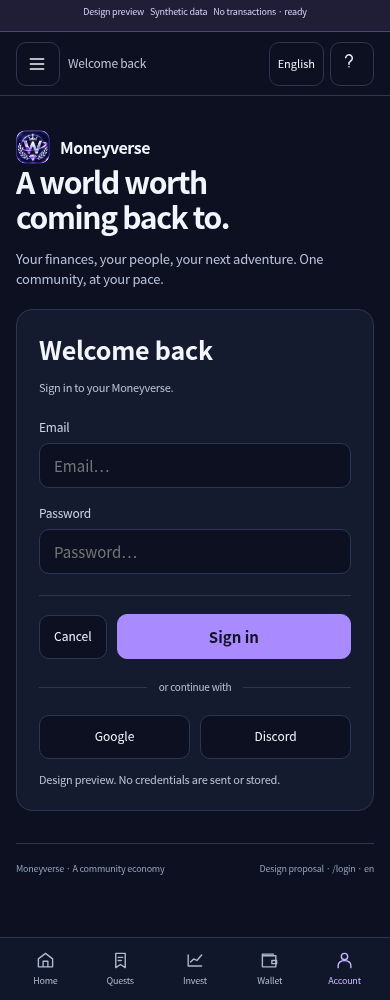 Design preview Synthetic data No transactions · ready
Welcome back
English
?
Moneyverse
A world worth
coming back to.
Your finances, your people, your next adventure. One
community, at your pace.
Welcome back
Sign in to your Moneyverse.
Email
Email…
Password
Password…
Cancel
Sign in
or continue with
Google
Discord
Design preview. No credentials are sent or stored.
Moneyverse · A community economy
Design proposal · /login · en
Home
Quests
Invest
Wallet
Account